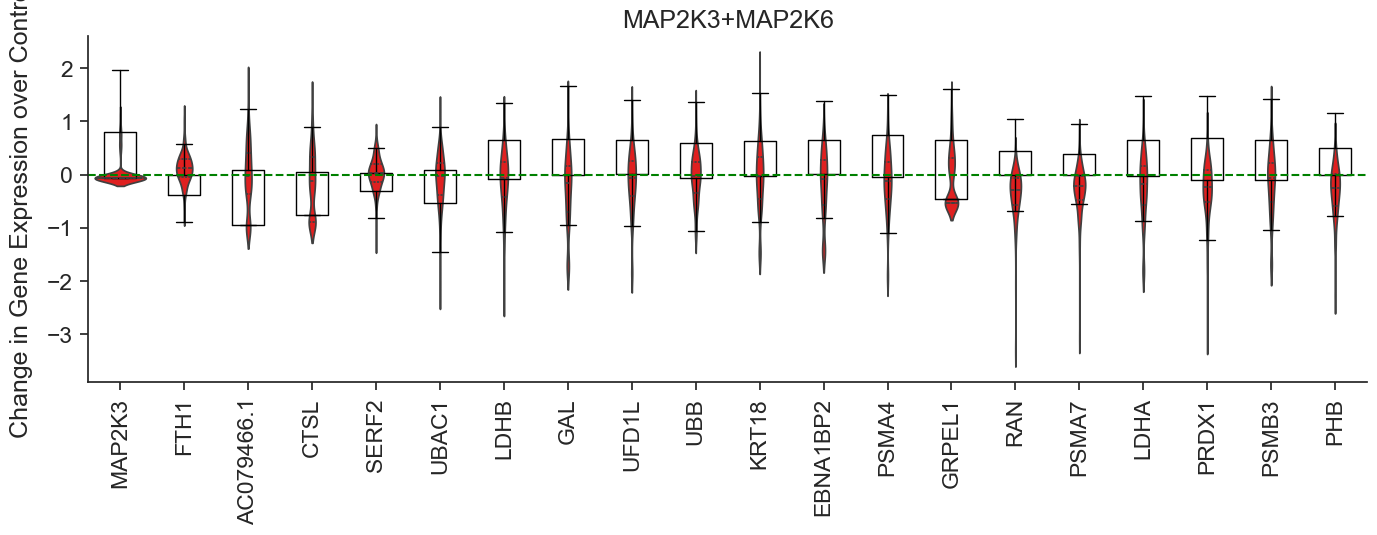 MAP2K3+MAP2K6
Change in Gene Expression over Contro
2
1
0
−1
−2
−3
MAP2K3
FTH1
AC079466.1
CTSL
SERF2
UBAC1
LDHB
GAL
UFD1L
UBB
KRT18
EBNA1BP2
PSMA4
GRPEL1
RAN
PSMA7
LDHA
PRDX1
PSMB3
PHB